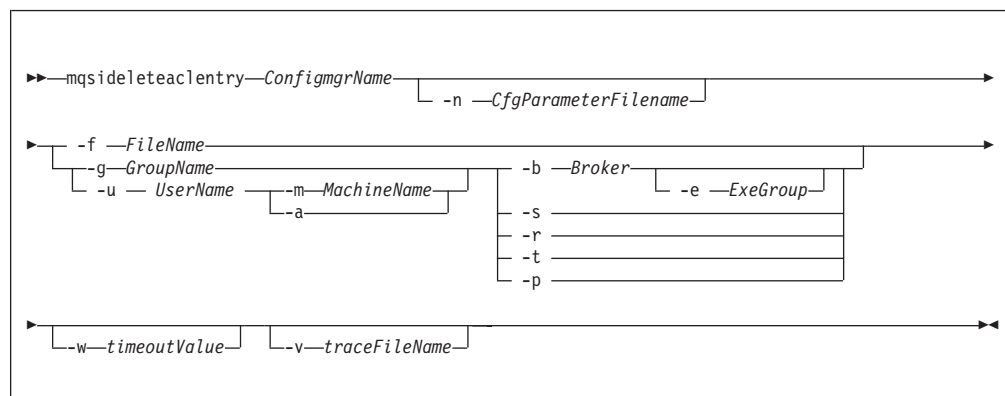 mqsideleteaclentry ConfigmgrName
-n CfgParameterFilename
-f FileName
-g GroupName -b Broker
-u UserName -m MachineName -e ExeGroup
-a -s
-r
-t
-p
-w timeoutValue -v traceFileName